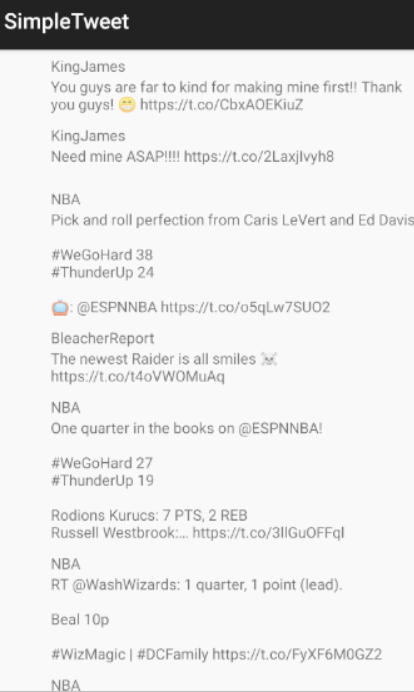 SimpleTweet
KingJames
You guys are far to kind for making mine first!! Thank
you guys! 😁 https://t.co/CbxAOEKiuZ
KingJames
Need mine ASAP!!!! https://t.co/2LaxjIvyh8
NBA
Pick and roll perfection from Caris LeVert and Ed Davis
#WeGoHard 38
#ThunderUp 24
📺: @ESPNNBA https://t.co/o5qLw7SUO2
BleacherReport
The newest Raider is all smiles ☠️
https://t.co/t4oVW0MuAq
NBA
One quarter in the books on @ESPNNBA!
#WeGoHard 27
#ThunderUp 19
Rodions Kurucs: 7 PTS, 2 REB
Russell Westbrook:… https://t.co/3llGuOFFql
NBA
RT @WashWizards: 1 quarter, 1 point (lead).
Beal 10p
#WizMagic | #DCFamily https://t.co/FyXF6M0GZ2
NBA